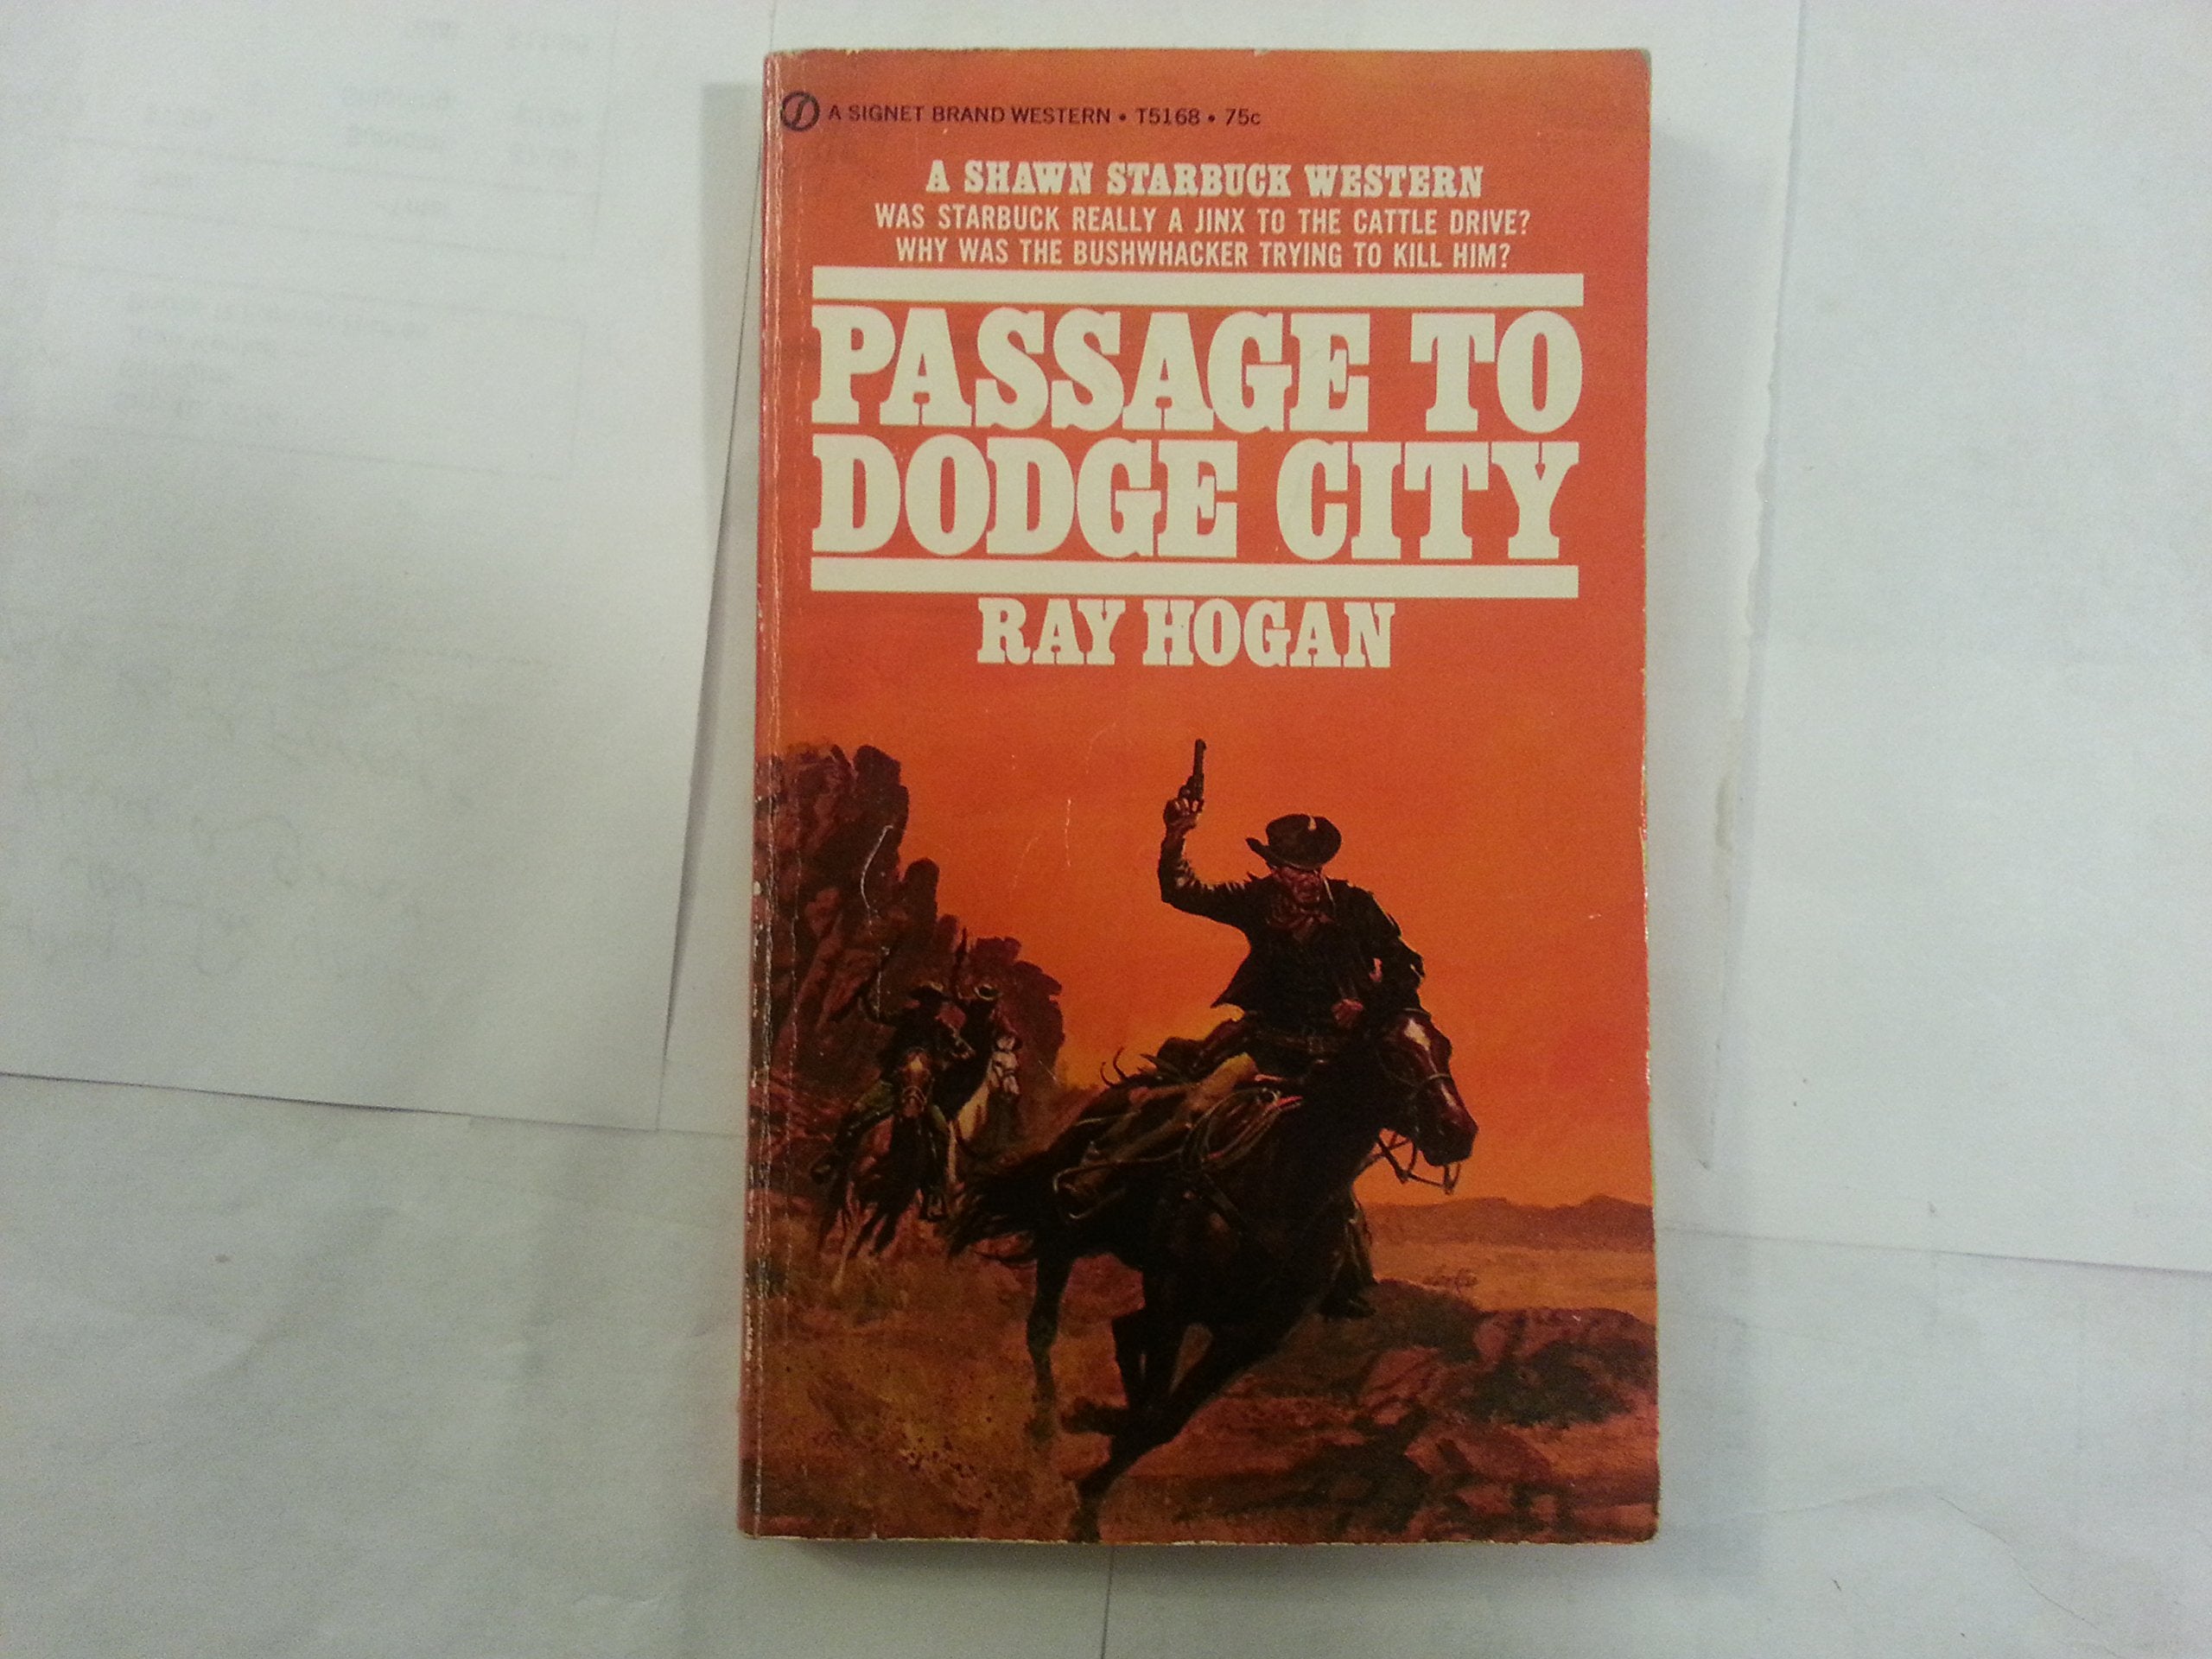 A SIGNET BRAND WESTERN • T5168 • 75c
A SHAWN STARBUCK WESTERN
WAS STARBUCK REALLY A JINX TO THE CATTLE DRIVE?
WHY WAS THE BUSHWHACKER TRYING TO KILL HIM?
PASSAGE TO
DODGE CITY
RAY HOGAN